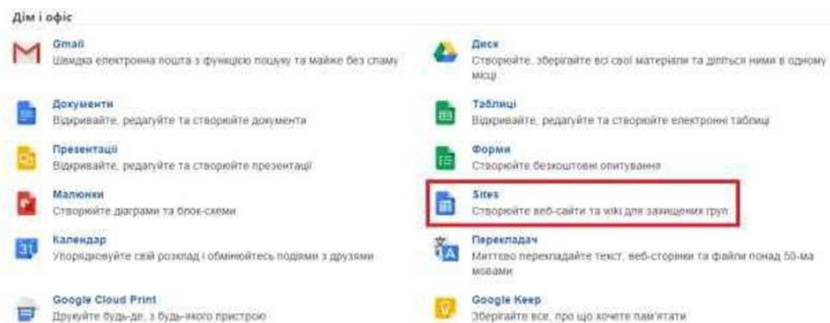 Дім і офіс
Gmail
Швидка електронна пошта з функцією пошуку та майже без спаму
Диск
Створюйте, зберігайте всі свої матеріали та діліться ними в одному
місці
Документи
Відкривайте, редагуйте та створюйте документи
Таблиці
Відкривайте, редагуйте та створюйте електронні таблиці
Презентації
Відкривайте, редагуйте та створюйте презентації
Форми
Створюйте безкоштовні опитування
Малюнки
Створюйте діаграми та блок-схеми
Sites
Створюйте веб-сайти та wiki для захищених груп
31
Календар
Упорядковуйте свій розклад і обмінюйтесь подіями з друзями
Перекладач
Миттєво перекладайте текст, веб-сторінки та файли понад 50-ма
мовами
Google Cloud Print
Друкуйте будь-де, з будь-якого пристрою
Google Keep
Зберігайте все, про що хочете пам'ятати